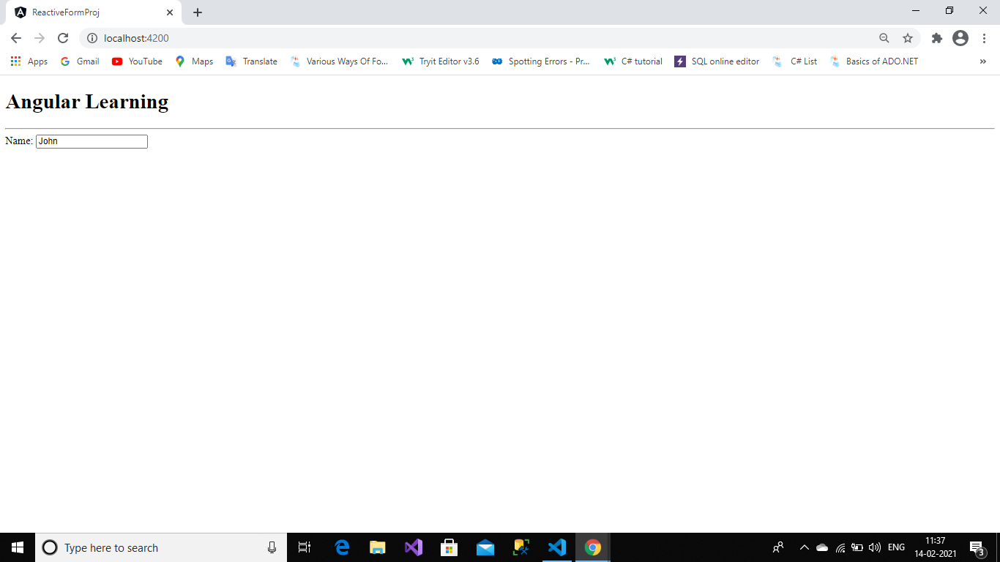 ReactiveFormProj
localhost:4200
Apps Gmail YouTube Maps Translate Various Ways Of Fo... Tryit Editor v3.6 Spotting Errors - Pr... C# tutorial SQL online editor C# List Basics of ADO.NET »
Angular Learning
Name: John
Type here to search
ENG
11:37
14-02-2021
3